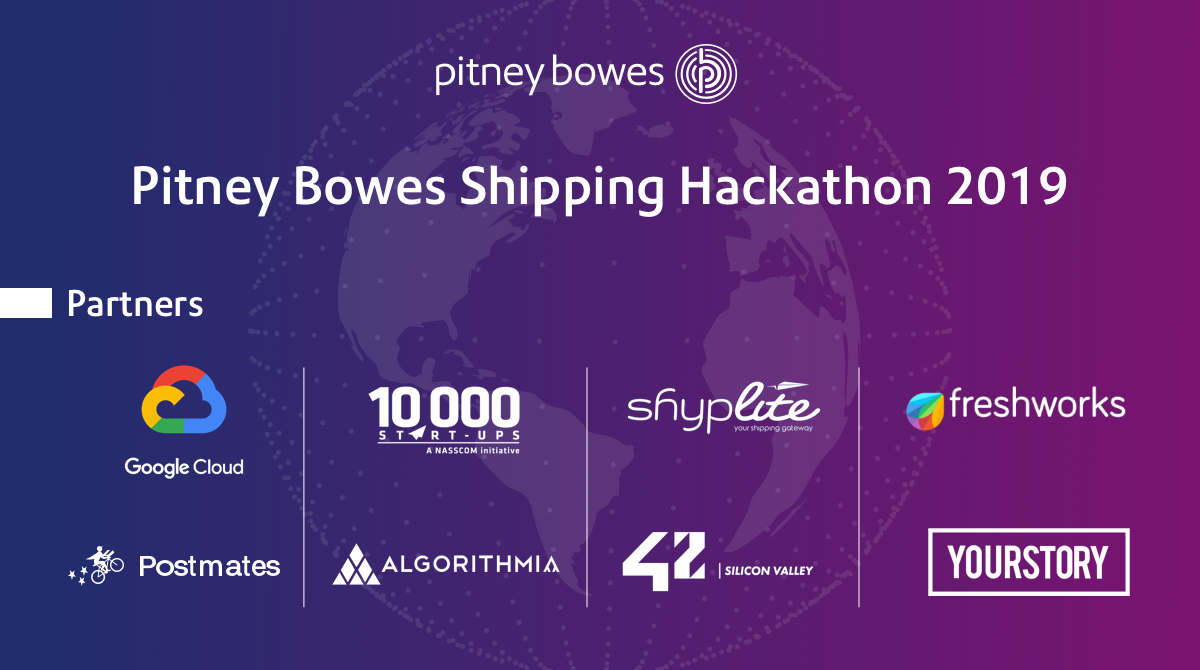 pitney bowes
Pitney Bowes Shipping Hackathon 2019
Partners
Google Cloud
10 000
START-UPS
A NASSCOM initiative
shyplite
your shipping gateway
freshworks
Postmates
ALGORITHMIA
42 | SILICON VALLEY
YOURSTORY